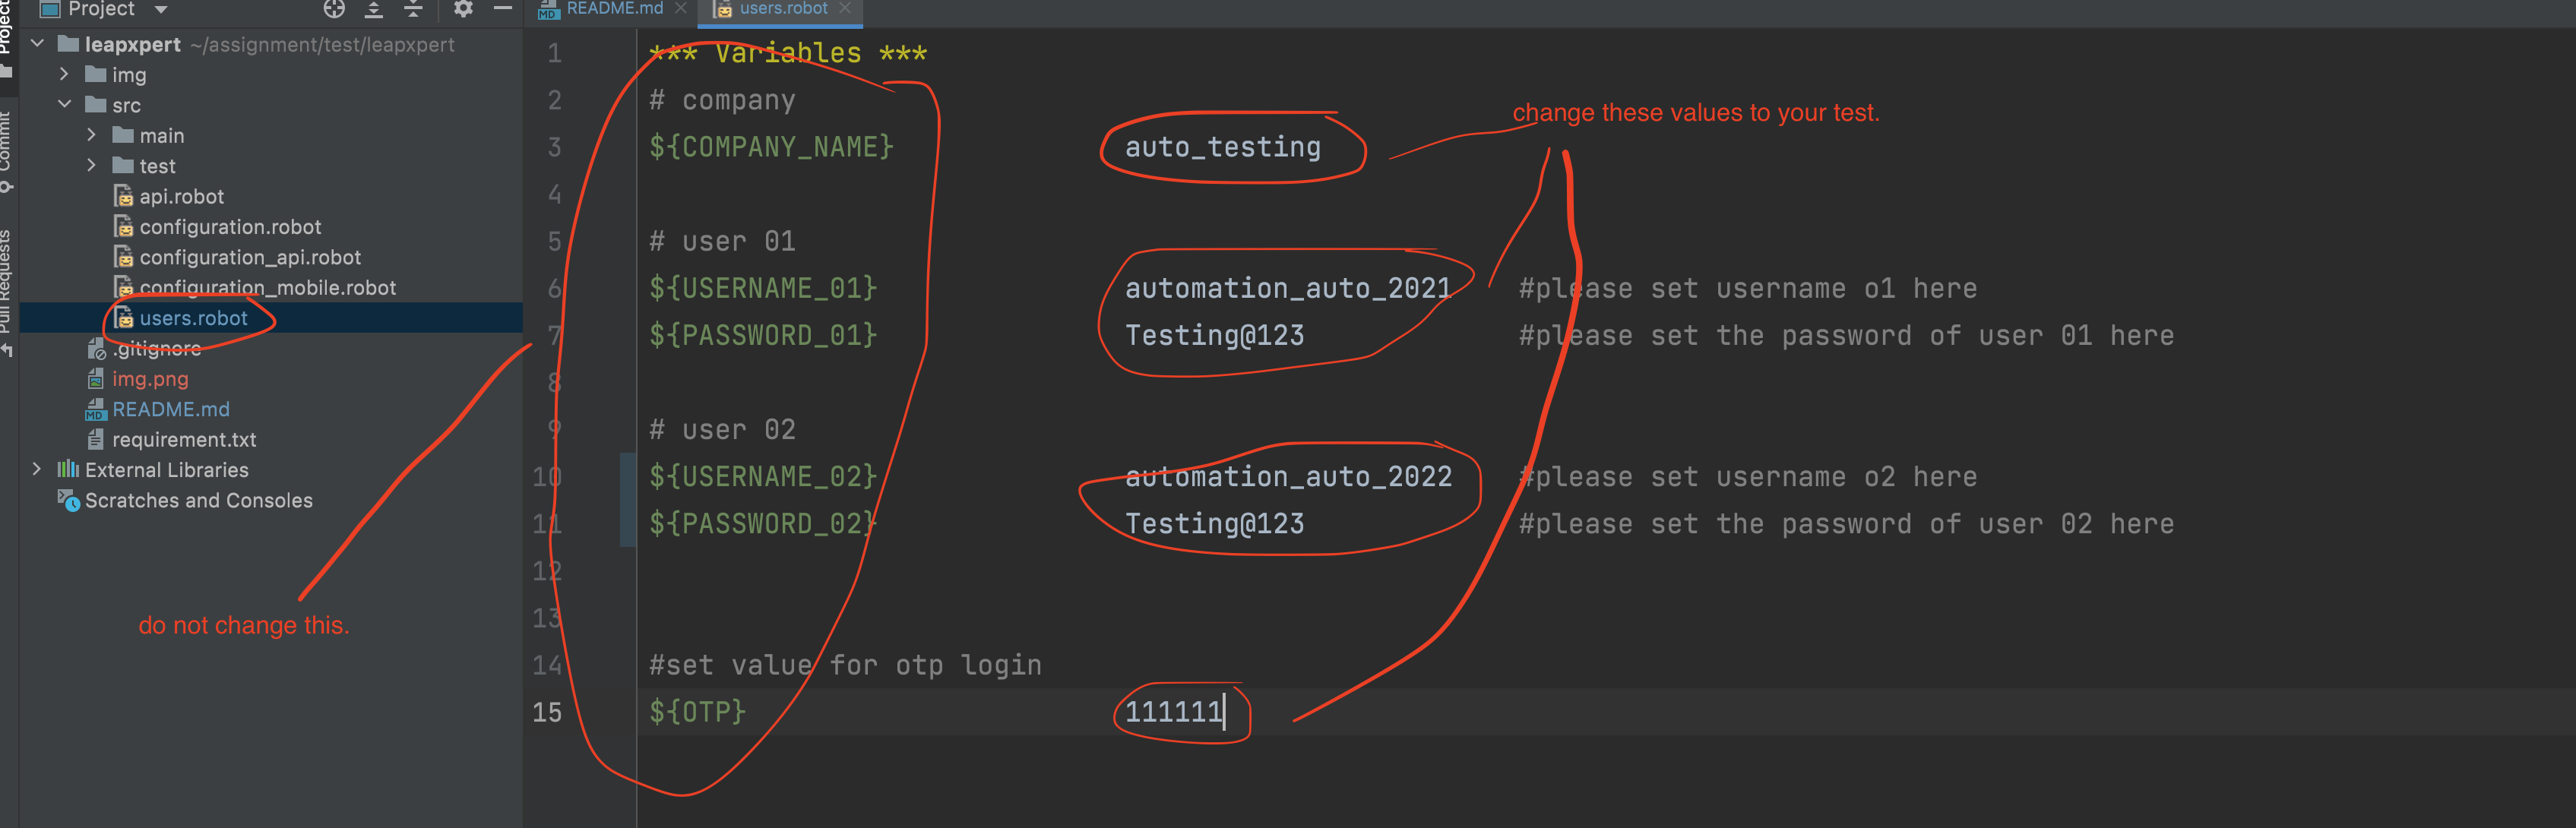 Project
README.md
users.robot
Project
Commit
Pull Requests
leapxpert ~/assignment/test/leapxpert
img
src
main
test
api.robot
configuration.robot
configuration_api.robot
configuration_mobile.robot
users.robot
.gitignore
img.png
README.md
requirement.txt
External Libraries
Scratches and Consoles
do not change this.
1 *** Variables ***
2 # company
change these values to your test.
3 ${COMPANY_NAME} auto_testing
4
5 # user 01
6 ${USERNAME_01} automation_auto_2021 #please set username o1 here
7 ${PASSWORD_01} Testing@123 #please set the password of user 01 here
8
9 # user 02
10 ${USERNAME_02} automation_auto_2022 #please set username o2 here
11 ${PASSWORD_02} Testing@123 #please set the password of user 02 here
12
13
14 #set value for otp login
15 ${OTP} 111111